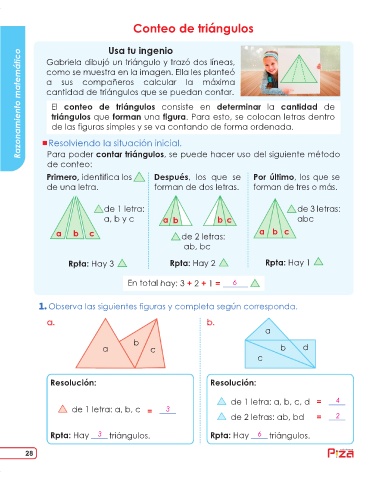 Conteo de triángulos
Razonamiento matemático
Usa tu ingenio
Gabriela dibujó un triángulo y trazó dos líneas,
como se muestra en la imagen. Ella les planteó
a sus compañeros calcular la máxima
cantidad de triángulos que se puedan contar.
El conteo de triángulos consiste en determinar la cantidad de
triángulos que forman una figura. Para esto, se colocan letras dentro
de las figuras simples y se va contando de forma ordenada.
Resolviendo la situación inicial.
Para poder contar triángulos, se puede hacer uso del siguiente método
de conteo:
Primero, identifica los
de una letra.
de 1 letra:
a, b y c
a b c
Rpta: Hay 3
Después, los que se
forman de dos letras.
a b b c
de 2 letras:
ab, bc
Rpta: Hay 2
Por último, los que se
forman de tres o más.
de 3 letras:
abc
a b c
Rpta: Hay 1
En total hay: 3 + 2 + 1 = 6
1. Observa las siguientes figuras y completa según corresponda.
a.
a b c
Resolución:
de 1 letra: a, b, c = 3
Rpta: Hay 3 triángulos.
b.
a
b d
c
Resolución:
de 1 letra: a, b, c, d = 4
de 2 letras: ab, bd = 2
Rpta: Hay 6 triángulos.
28